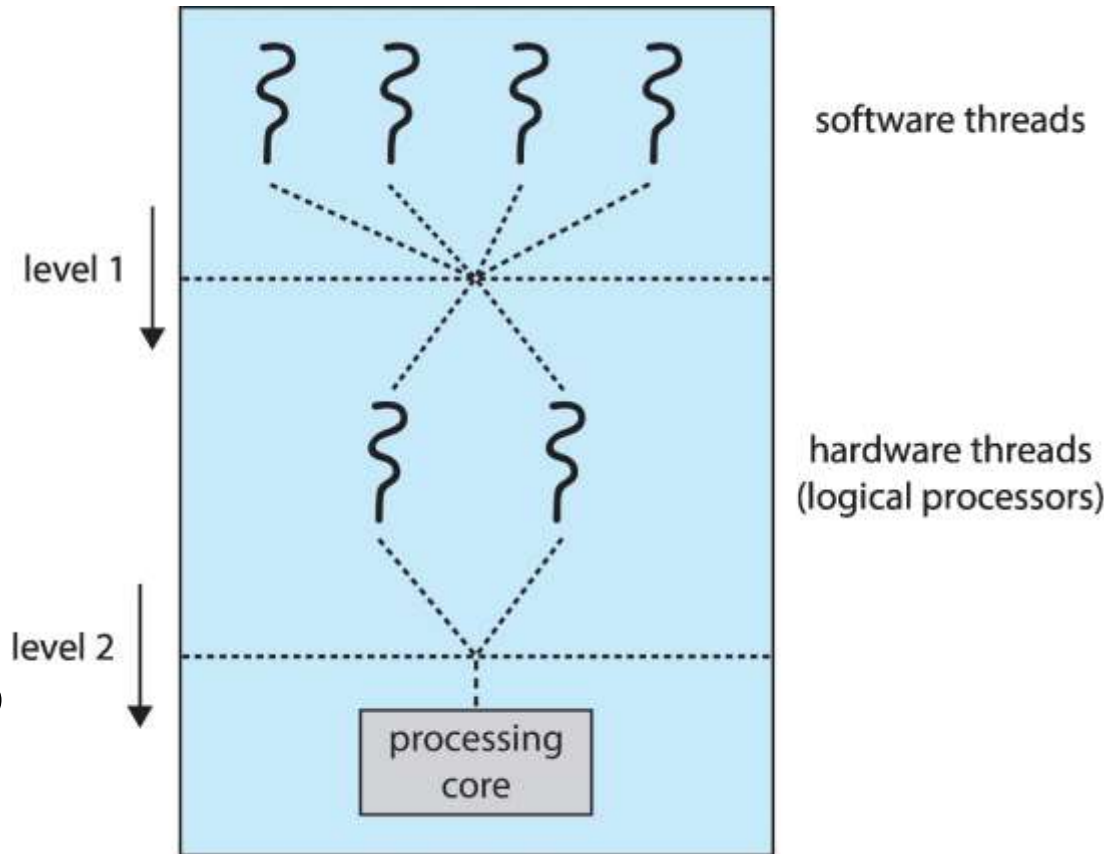 software threads
level 1
hardware threads
(logical processors)
level 2
)
processing
core